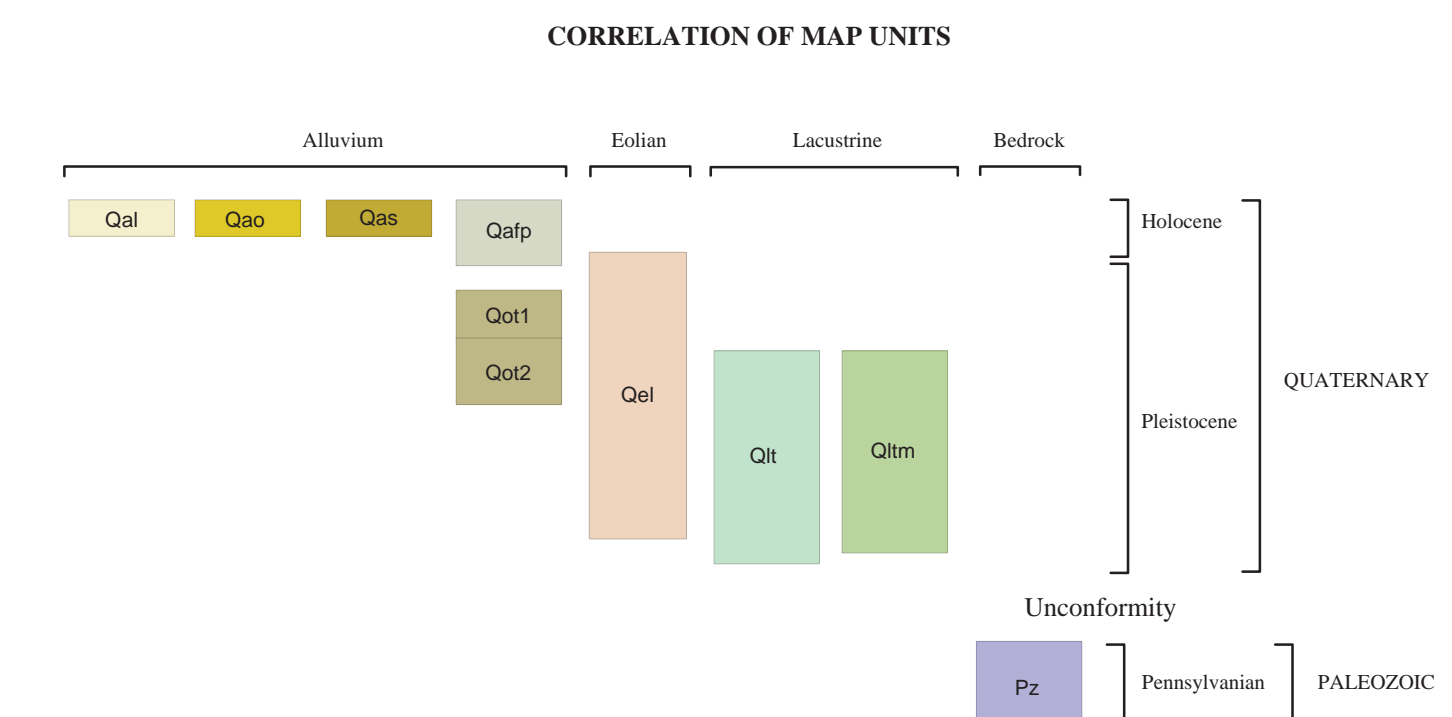 CORRELATION OF MAP UNITS
Alluvium Eolian Lacustrine Bedrock
Qal Qao Qas Qafp Holocene
Qot1
Qot2 QUATERNARY
Qel
Pleistocene
Qlt Qltm
Unconformity
Pz Pennsylvanian PALEOZOIC